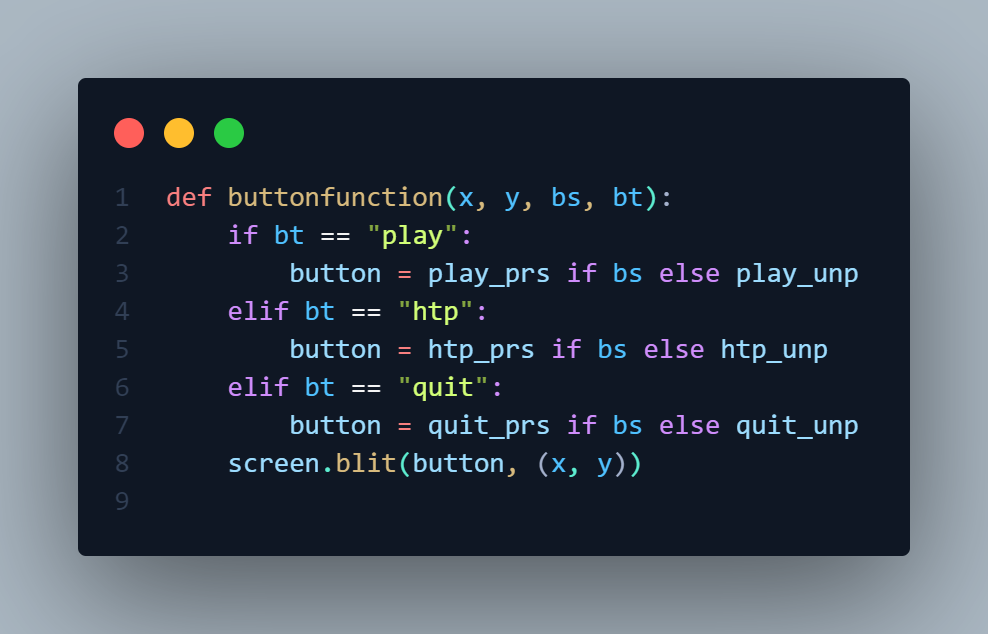 1 def buttonfunction(x, y, bs, bt):
2     if bt == "play":
3         button = play_prs if bs else play_unp
4     elif bt == "htp":
5         button = htp_prs if bs else htp_unp
6     elif bt == "quit":
7         button = quit_prs if bs else quit_unp
8     screen.blit(button, (x, y))
9